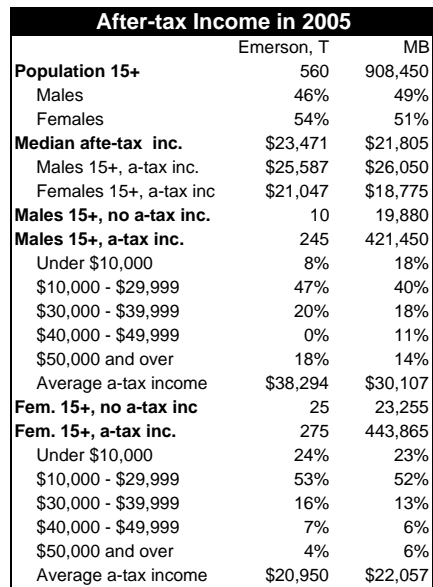 After-tax Income in 2005
Emerson, T MB
Population 15+ 560 908,450
Males 46% 49%
Females 54% 51%
Median afte-tax inc. $23,471 $21,805
Males 15+, a-tax inc. $25,587 $26,050
Females 15+, a-tax inc $21,047 $18,775
Males 15+, no a-tax inc. 10 19,880
Males 15+, a-tax inc. 245 421,450
Under $10,000 8% 18%
$10,000 - $29,999 47% 40%
$30,000 - $39,999 20% 18%
$40,000 - $49,999 0% 11%
$50,000 and over 18% 14%
Average a-tax income $38,294 $30,107
Fem. 15+, no a-tax inc 25 23,255
Fem. 15+, a-tax inc. 275 443,865
Under $10,000 24% 23%
$10,000 - $29,999 53% 52%
$30,000 - $39,999 16% 13%
$40,000 - $49,999 7% 6%
$50,000 and over 4% 6%
Average a-tax income $20,950 $22,057